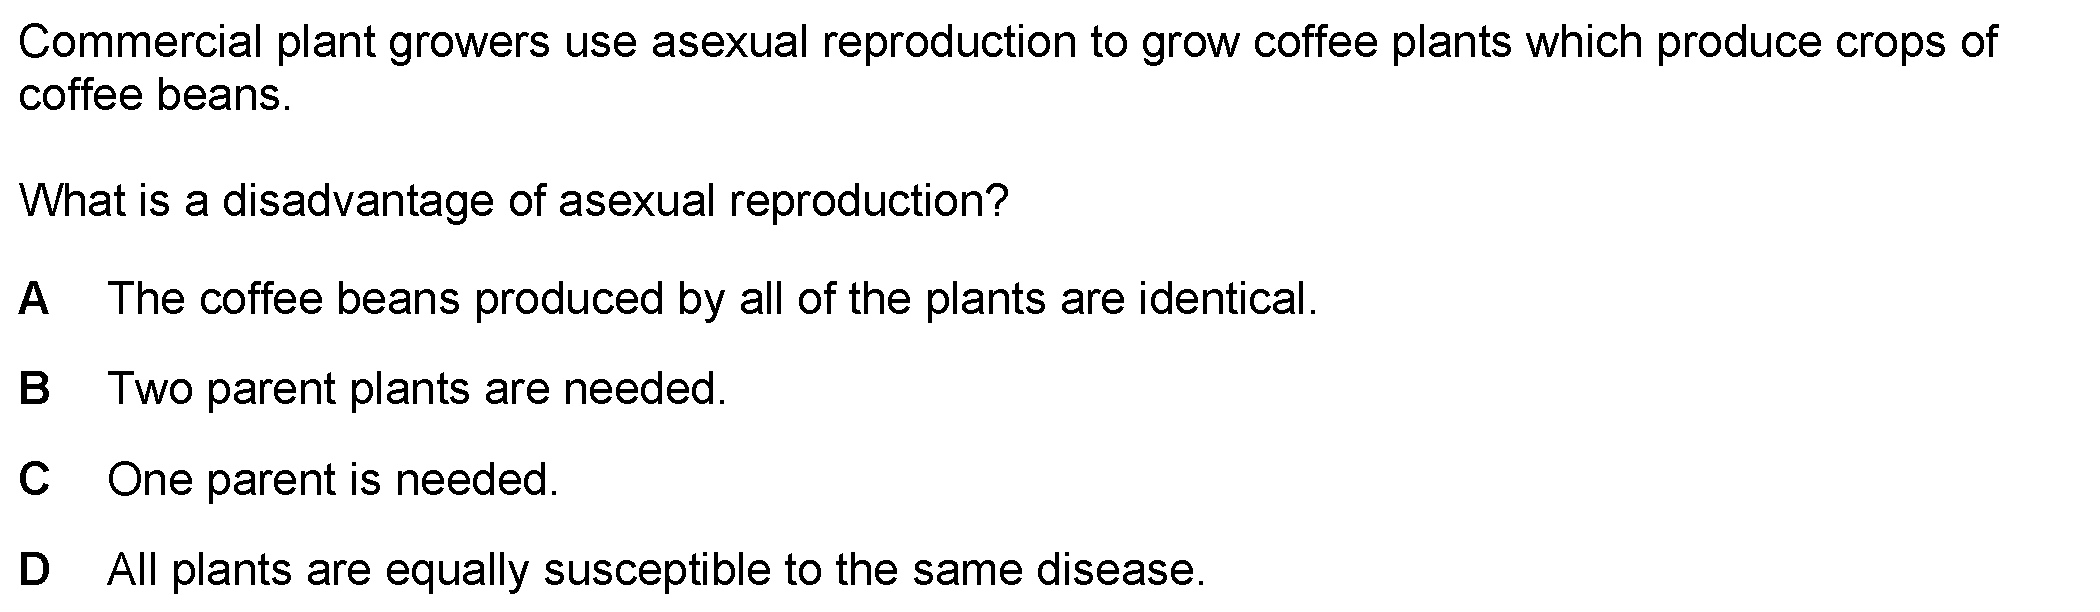 Commercial plant growers use asexual reproduction to grow coffee plants which produce crops of
coffee beans.
What is a disadvantage of asexual reproduction?
A The coffee beans produced by all of the plants are identical.
B Two parent plants are needed.
C One parent is needed.
D All plants are equally susceptible to the same disease.